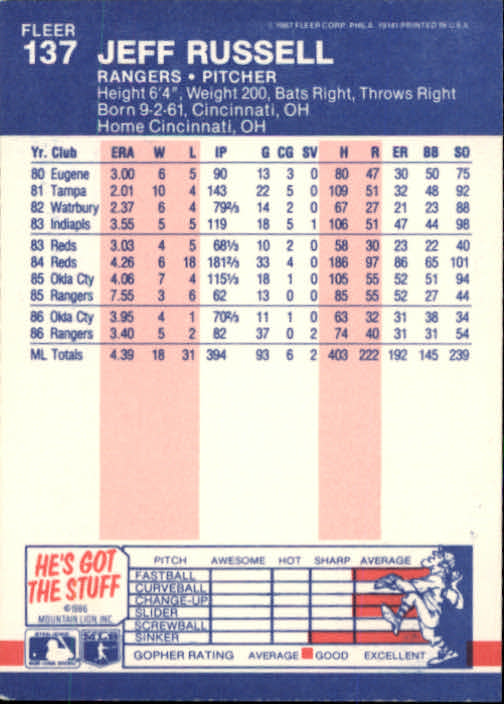 FLEER
137 JEFF RUSSELL
© 1987 FLEER CORP. PHILA. 19141 PRINTED IN U.S.A.
RANGERS • PITCHER
Height 6'4", Weight 200, Bats Right, Throws Right
Born 9-2-61, Cincinnati, OH
Home Cincinnati, OH
Yr. Club ERA W L IP G CG SV H R ER BB SO
80 Eugene 3.00 6 5 90 13 3 0 80 47 30 50 75
81 Tampa 2.01 10 4 143 22 5 0 109 51 32 48 92
82 Watrbury 2.37 6 4 79⅔ 14 2 0 67 27 21 23 88
83 Indiapls 3.55 5 5 119 18 5 1 106 51 47 44 98
83 Reds 3.03 4 5 68⅓ 10 2 0 58 30 23 22 40
84 Reds 4.26 6 18 181⅔ 33 4 0 186 97 86 65 101
85 Okla Cty 4.06 7 4 115⅓ 18 1 0 105 55 52 51 94
85 Rangers 7.55 3 6 62 13 0 0 85 55 52 27 44
86 Okla Cty 3.95 4 1 70⅔ 11 1 0 63 32 31 38 34
86 Rangers 3.40 5 2 82 37 0 2 74 40 31 31 54
ML Totals 4.39 18 31 394 93 6 2 403 222 192 145 239
HE'S GOT
THE STUFF
©1986
MOUNTAIN LION, INC.
PITCH AWESOME HOT SHARP AVERAGE
FASTBALL
CURVEBALL
CHANGE-UP
SLIDER
SCREWBALL
SINKER
GOPHER RATING AVERAGE GOOD EXCELLENT
MLB